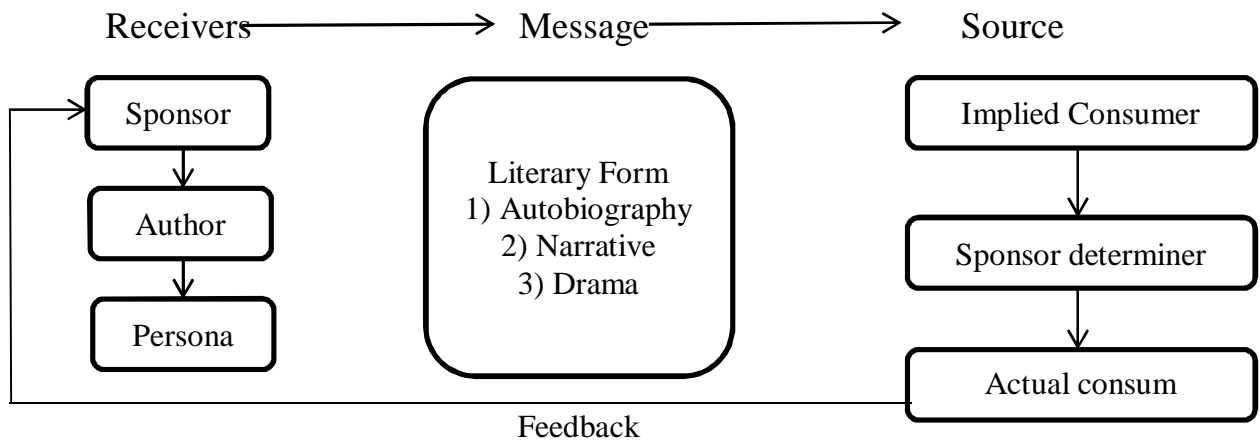 Receivers
Message
Source
Sponsor
Author
Persona
Literary Form
1) Autobiography
2) Narrative
3) Drama
Implied Consumer
Sponsor determiner
Actual consum
Feedback